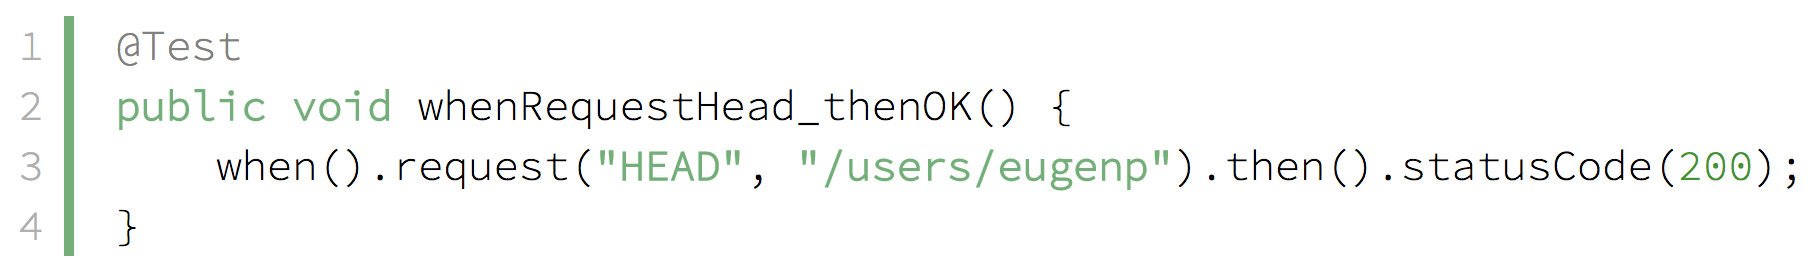 1 @Test
2 public void whenRequestHead_thenOK() {
3     when().request("HEAD", "/users/eugenp").then().statusCode(200);
4 }